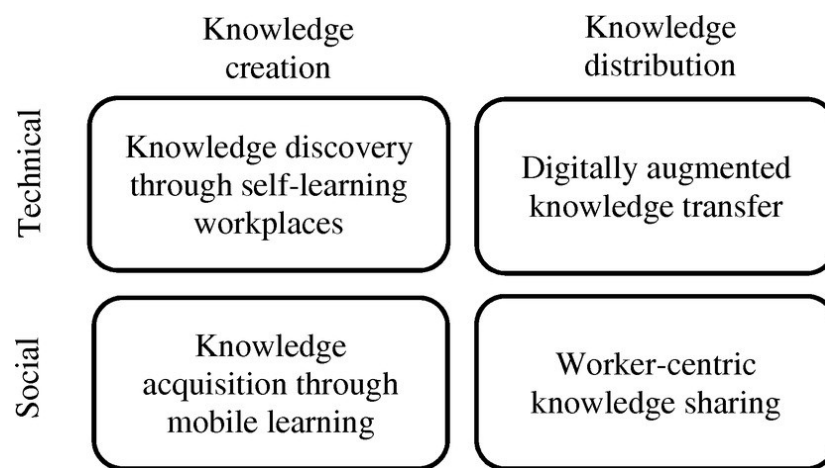 Knowledge
creation
Knowledge
distribution
Technical
Knowledge discovery
through self-learning
workplaces
Digitally augmented
knowledge transfer
Social
Knowledge
acquisition through
mobile learning
Worker-centric
knowledge sharing